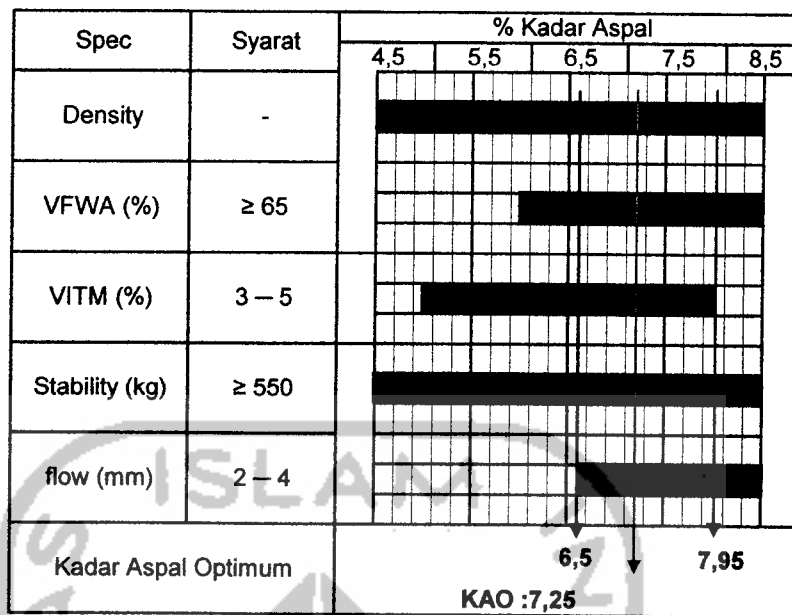 Spec Syarat % Kadar Aspal
4,5 5,5 6,5 7,5 8,5
Density -
VFWA (%) ≥ 65
VITM (%) 3 – 5
Stability (kg) ≥ 550
flow (mm) 2 – 4
ISLAM
Kadar Aspal Optimum 6,5 7,95
KAO :7,25